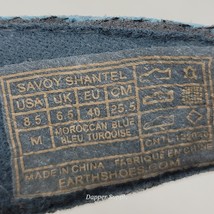 SAVOY SHANTEL
USA UK EU CM
8.5 6.5 40 25.5
M MOROCCAN BLUE
BLEU TURQUOISE
MADE IN CHINA / FABRIQUE EN CHINE
EARTHSHOES.COM
Dapper